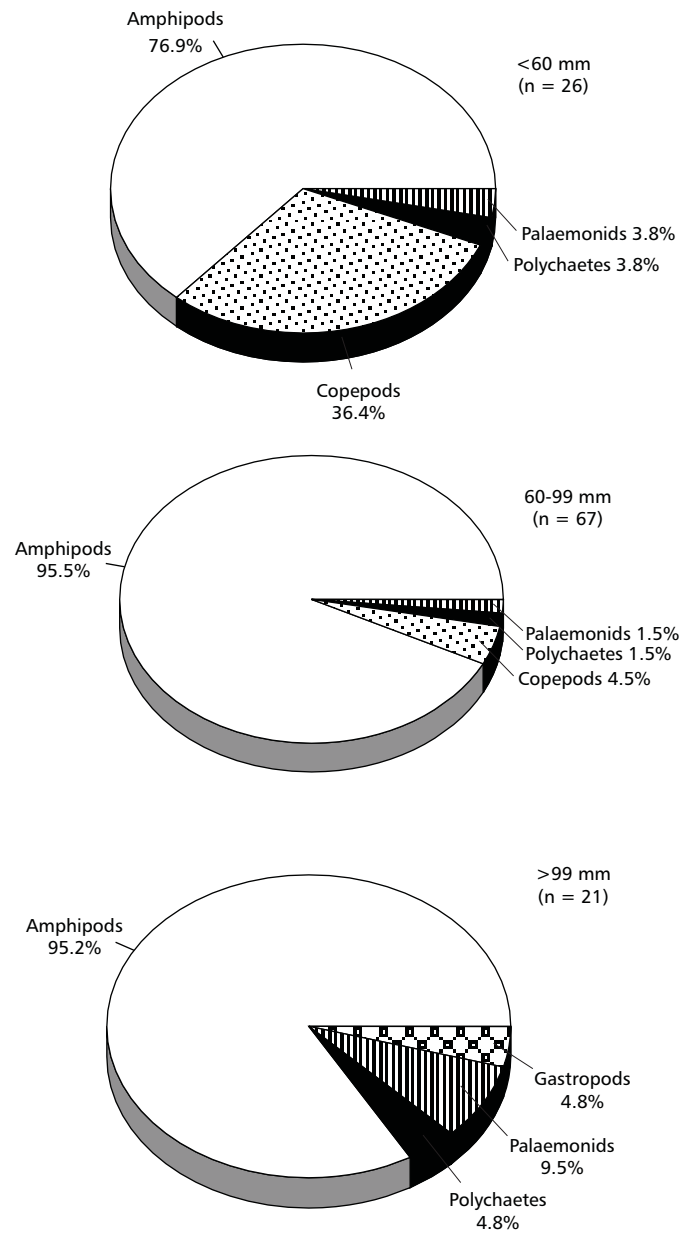 Amphipods
76.9%
<60 mm
(n = 26)
Palaemonids 3.8%
Polychaetes 3.8%
Copepods
36.4%
60-99 mm
(n = 67)
Amphipods
95.5%
Palaemonids 1.5%
Polychaetes 1.5%
Copepods 4.5%
>99 mm
(n = 21)
Amphipods
95.2%
Gastropods
4.8%
Palaemonids
9.5%
Polychaetes
4.8%